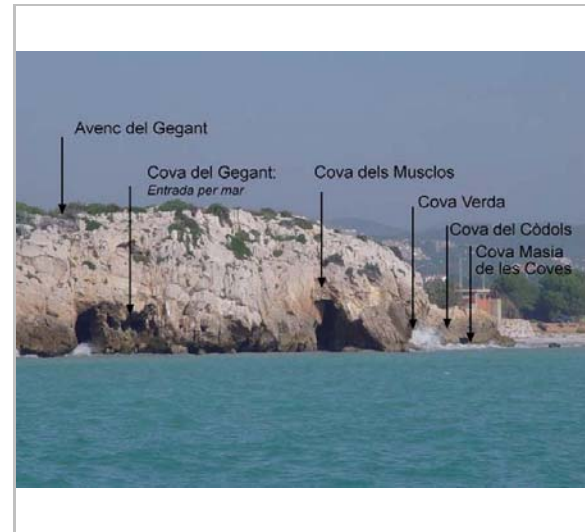 Avenc del Gegant
Cova del Gegant:
Entrada per mar
Cova dels Musclos
Cova Verda
Cova del Còdols
Cova Masia
de les Coves